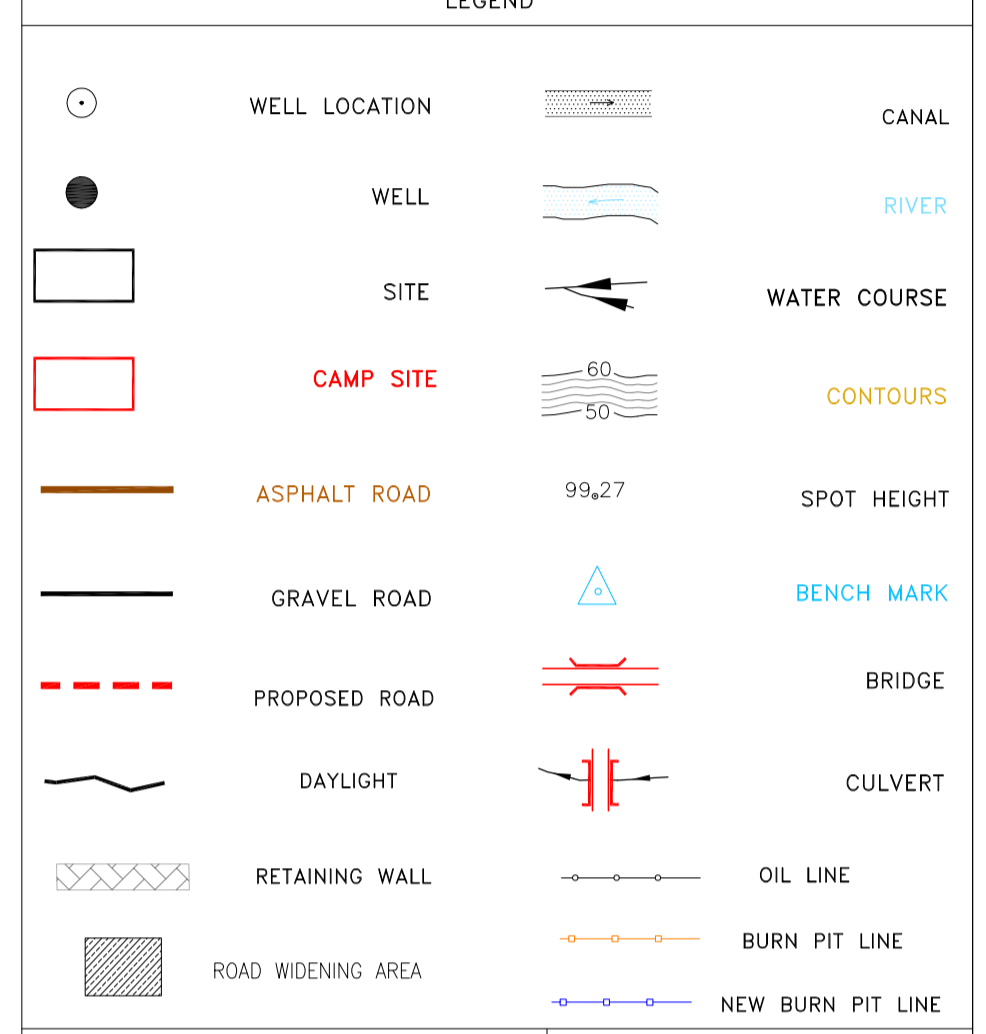 LEGEND
WELL LOCATION
CANAL
WELL
RIVER
SITE
WATER COURSE
CAMP SITE
60
50
CONTOURS
ASPHALT ROAD
99.27
SPOT HEIGHT
GRAVEL ROAD
BENCH MARK
PROPOSED ROAD
BRIDGE
DAYLIGHT
CULVERT
RETAINING WALL
OIL LINE
ROAD WIDENING AREA
BURN PIT LINE
NEW BURN PIT LINE